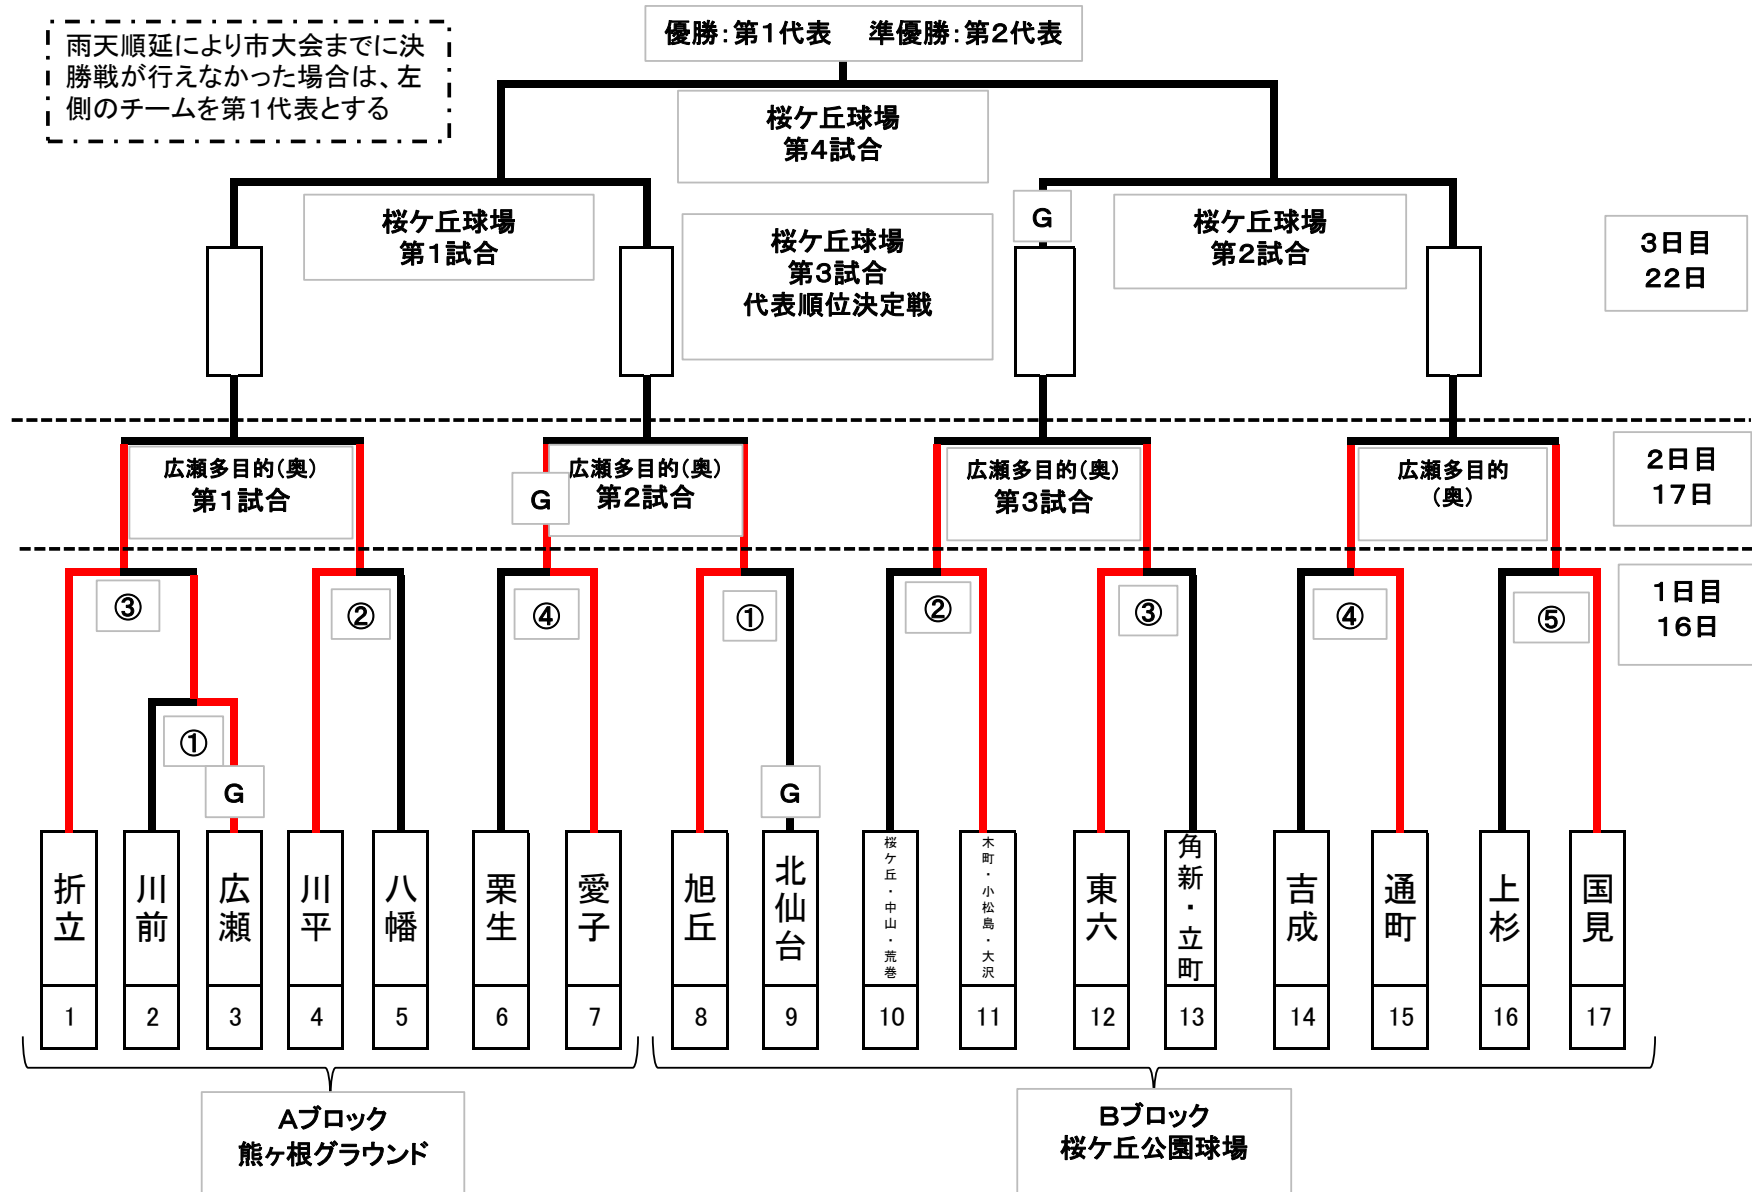 優勝：第１代表　準優勝：第２代表
雨天順延により市大会までに決
勝戦が行えなかった場合は、左
側のチームを第１代表とする
桜ケ丘球場
第４試合
桜ケ丘球場
第１試合
桜ケ丘球場
第３試合
代表順位決定戦
G
桜ケ丘球場
第２試合
３日目
２２日
広瀬多目的（奥）
第１試合
G
広瀬多目的（奥）
第２試合
広瀬多目的（奥）
第３試合
広瀬多目的
（奥）
２日目
１７日
③
②
④
①
②
③
④
⑤
１日目
１６日
①
G
G
折立
川前
広瀬
川平
八幡
栗生
愛子
旭丘
北仙台
桜ケ丘・中山・荒巻
木町・小松島・大沢
東六
角新・立町
吉成
通町
上杉
国見
1
2
3
4
5
6
7
8
9
10
11
12
13
14
15
16
17
Aブロック
熊ヶ根グラウンド
Bブロック
桜ケ丘公園球場